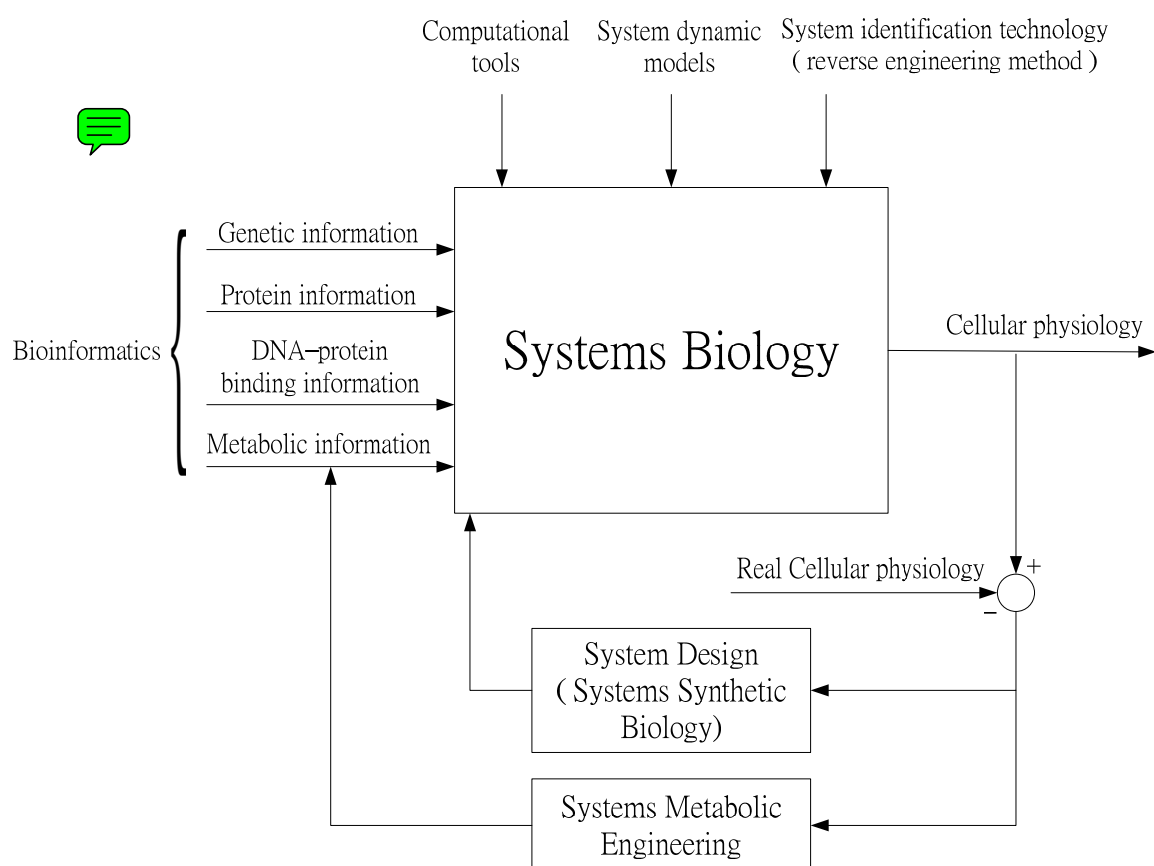 Computational
tools
System dynamic
models
System identification technology
( reverse engineering method )
Genetic information
Protein information
Bioinformatics
DNA–protein
binding information
Metabolic information
Systems Biology
Cellular physiology
Real Cellular physiology
+
–
System Design
( Systems Synthetic
Biology)
Systems Metabolic
Engineering